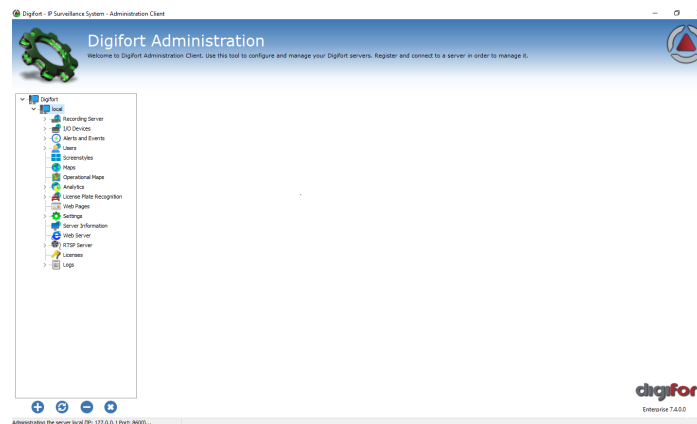 Digifort - IP Surveillance System - Administration Client
Digifort Administration
Welcome to Digifort Administration Client. Use this tool to configure and manage your Digifort servers. Register and connect to a server in order to manage it.
Digifort
local
Recording Server
I/O Devices
Alerts and Events
Users
Screenstyles
Maps
Operational Maps
Analytics
License Plate Recognition
Web Pages
Settings
Server Information
Web Server
RTSP Server
Licenses
Logs
digifor
Enterprise 7.4.0.0
Administrating the server local (IP: 127.0.0.1 Port: 8600)...